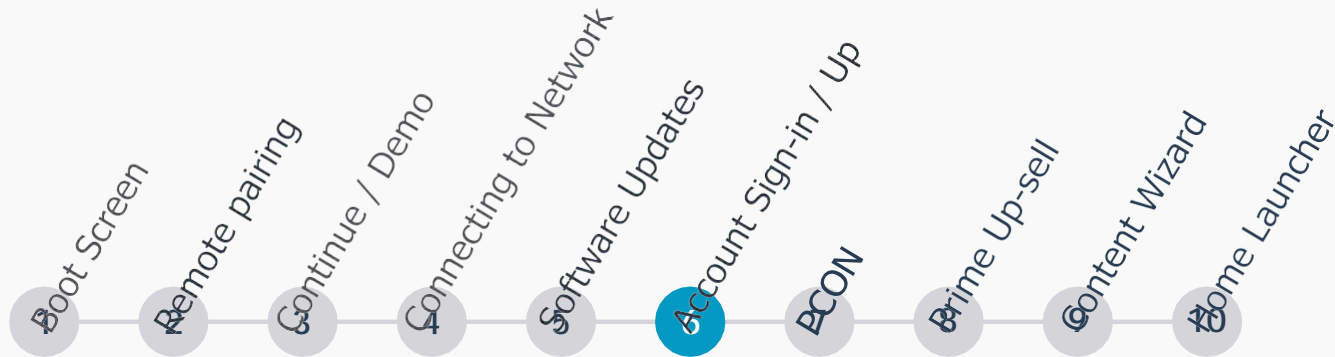 Boot Screen
Remote pairing
Continue / Demo
Connecting to Network
Software Updates
Account Sign-in / Up
PCON
Prime Up-sell
Content Wizard
Home Launcher
1
2
3
4
5
6
7
8
9
10